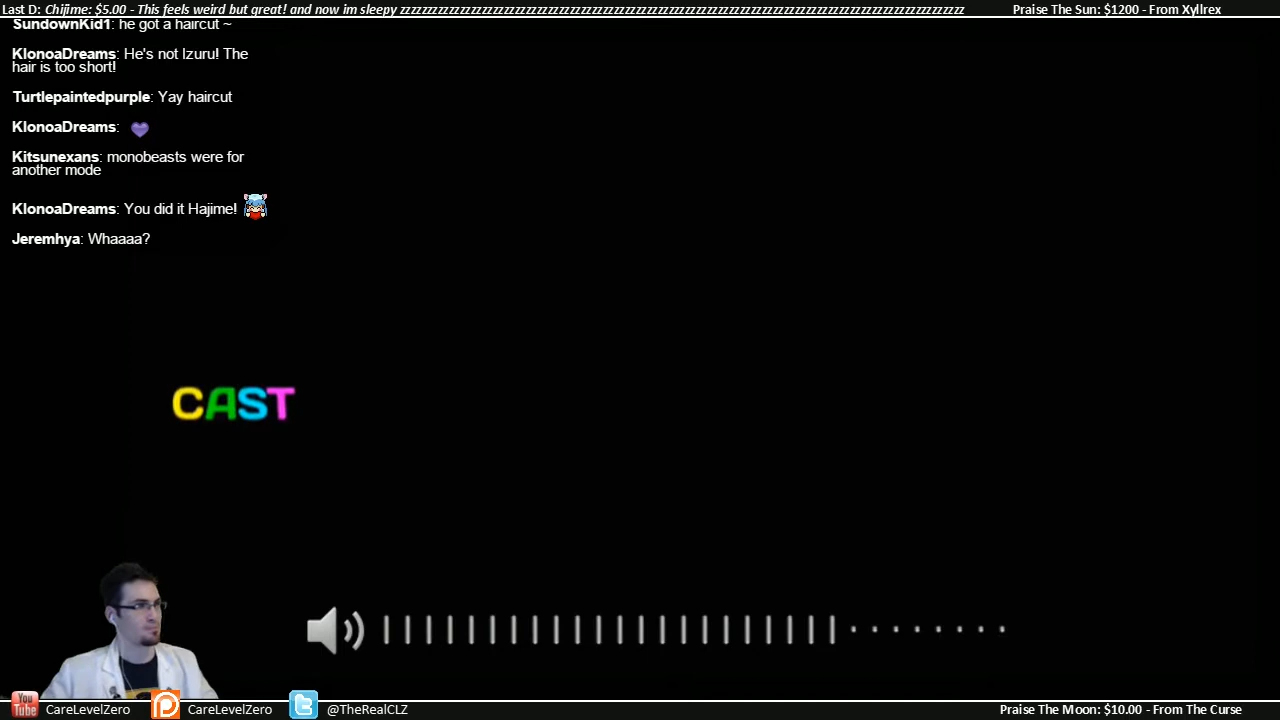 Last D: Chijime: $5.00 - This feels weird but great! and now im sleepy zzzzzzzzzzzzzzzzzzzzzzzzzzzzzzzzzzzzzzzzzzzzzzzzzzzzzzzzzzzzzzzzzzzzzzzzzzzzzzzzzzzzzzzzzzzzzzzzzzzzzz
Praise The Sun: $1200 - From Xyllrex
SundownKid1: he got a haircut ~
KlonoaDreams: He's not Izuru! The
hair is too short!
Turtlepaintedpurple: Yay haircut
KlonoaDreams:
Kitsunexans: monobeasts were for
another mode
KlonoaDreams: You did it Hajime!
Jeremhya: Whaaaa?
CAST
You
Tube
CareLevelZero
CareLevelZero
@TheRealCLZ
Praise The Moon: $10.00 - From The Curse